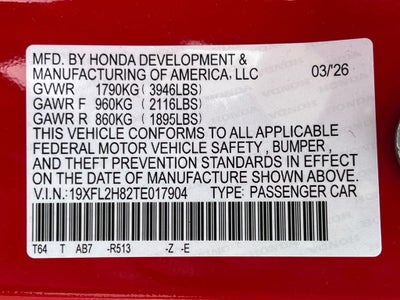 MFD. BY HONDA DEVELOPMENT &
MANUFACTURING OF AMERICA, LLC 03/'26
GVWR 1790KG (3946LBS)
GAWR F 960KG (2116LBS)
GAWR R 860KG (1895LBS)
THIS VEHICLE CONFORMS TO ALL APPLICABLE
FEDERAL MOTOR VEHICLE SAFETY , BUMPER ,
AND THEFT PREVENTION STANDARDS IN EFFECT
ON THE DATE OF MANUFACTURE SHOWN ABOVE.
V.I.N: 19XFL2H82TE017904 TYPE: PASSENGER CAR
T64 T AB7 -R513 -Z -E